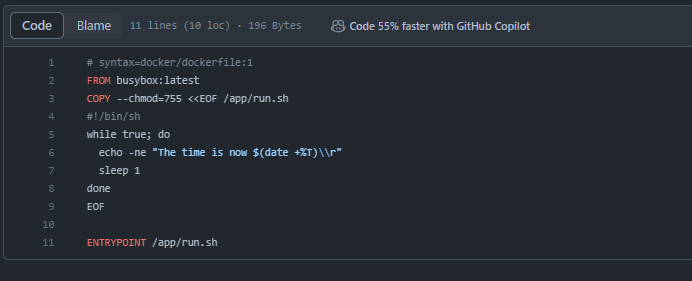 Code Blame 11 lines (10 loc) · 196 Bytes Code 55% faster with GitHub Copilot
1 # syntax=docker/dockerfile:1
2 FROM busybox:latest
3 COPY --chmod=755 <<EOF /app/run.sh
4 #!/bin/sh
5 while true; do
6   echo -ne "The time is now $(date +%T)\\r"
7   sleep 1
8 done
9 EOF
10
11 ENTRYPOINT /app/run.sh